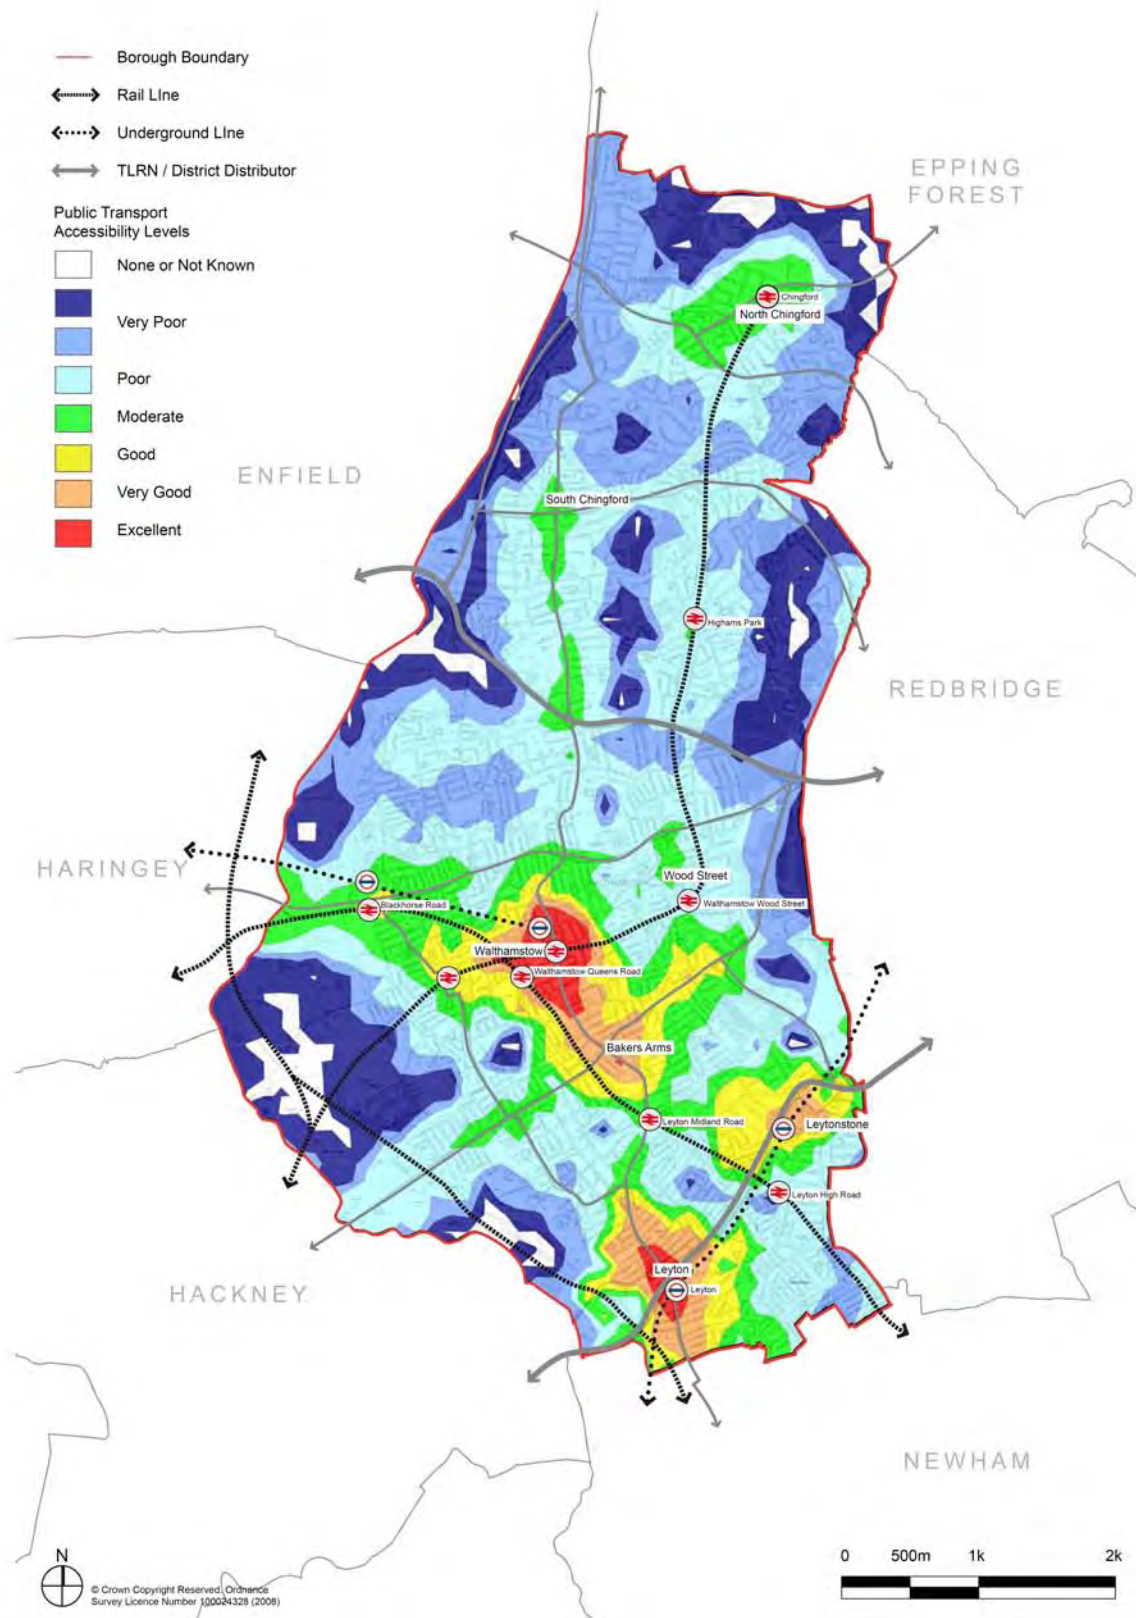 Borough Boundary
Rail LIne
Underground LIne
TLRN / District Distributor
Public Transport
Accessibility Levels
None or Not Known
Very Poor
Poor
Moderate
Good
Very Good
Excellent
EPPING
FOREST
Chingford
North Chingford
ENFIELD
South Chingford
Highams Park
REDBRIDGE
HARINGEY
Wood Street
Walthamstow Wood Street
Blackhorse Road
Walthamstow
Walthamstow Queens Road
Bakers Arms
Leyton Midland Road
Leytonstone
Leyton High Road
HACKNEY
Leyton
Leyton
NEWHAM
N
© Crown Copyright Reserved. Ordnance
Survey Licence Number 100024328 (2008)
0 500m 1k 2k